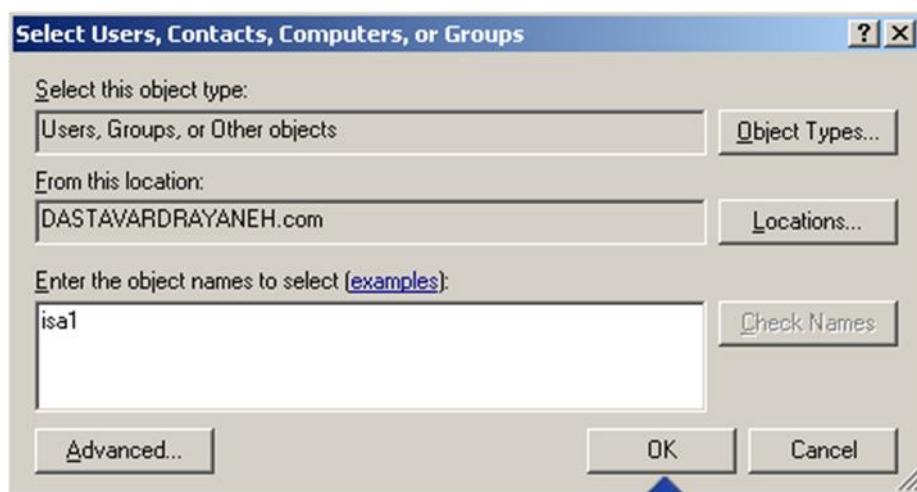 Select Users, Contacts, Computers, or Groups
Select this object type:
Users, Groups, or Other objects
Object Types...
From this location:
DASTAVARDRAYANEH.com
Locations...
Enter the object names to select (examples):
isa1
Check Names
Advanced...
OK
Cancel